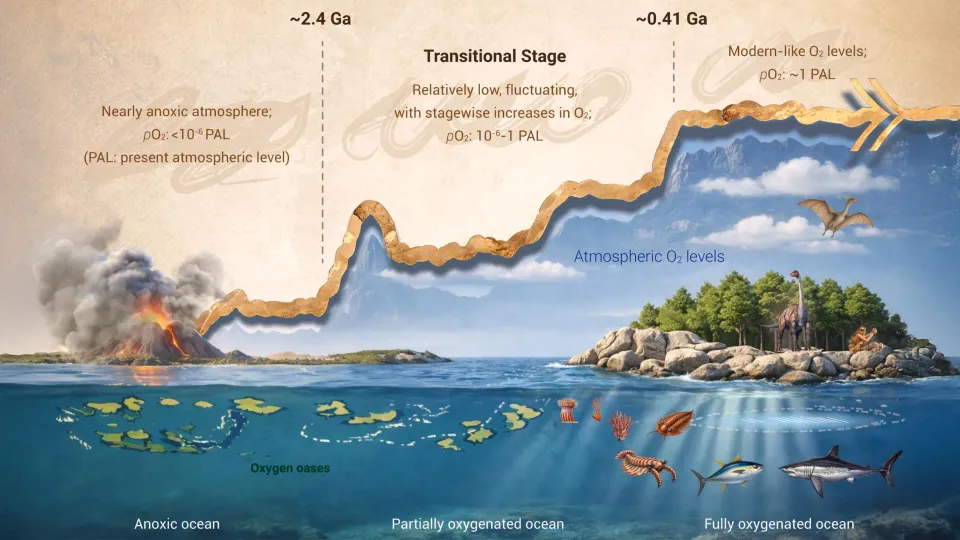 ~2.4 Ga
~0.41 Ga
Nearly anoxic atmosphere;
pO₂: <10⁻⁶ PAL
(PAL: present atmospheric level)
Transitional Stage
Relatively low, fluctuating,
with stagewise increases in O₂;
pO₂: 10⁻⁶-1 PAL
Modern-like O₂ levels;
pO₂: ~1 PAL
Atmospheric O₂ levels
Oxygen oases
Anoxic ocean
Partially oxygenated ocean
Fully oxygenated ocean